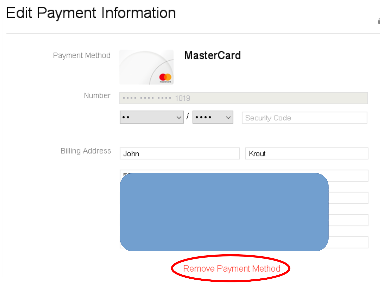 Edit Payment Information
Payment Method
MasterCard
Number
•••• •••• •••• 1019
•• / •••• Security Code
Billing Address
John Krout
Remove Payment Method